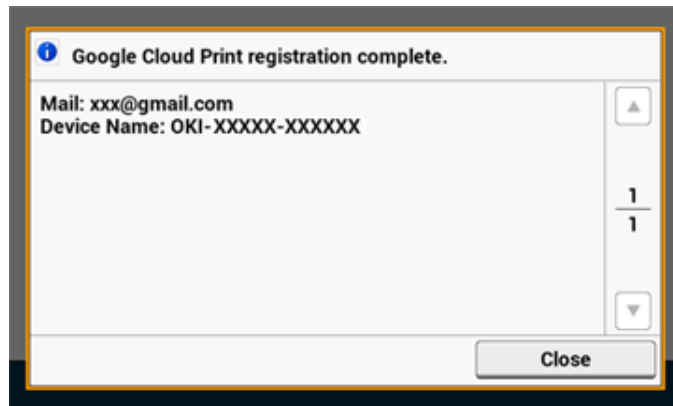 Google Cloud Print registration complete.
Mail: xxx@gmail.com
Device Name: OKI-XXXXX-XXXXXX
1
1
Close